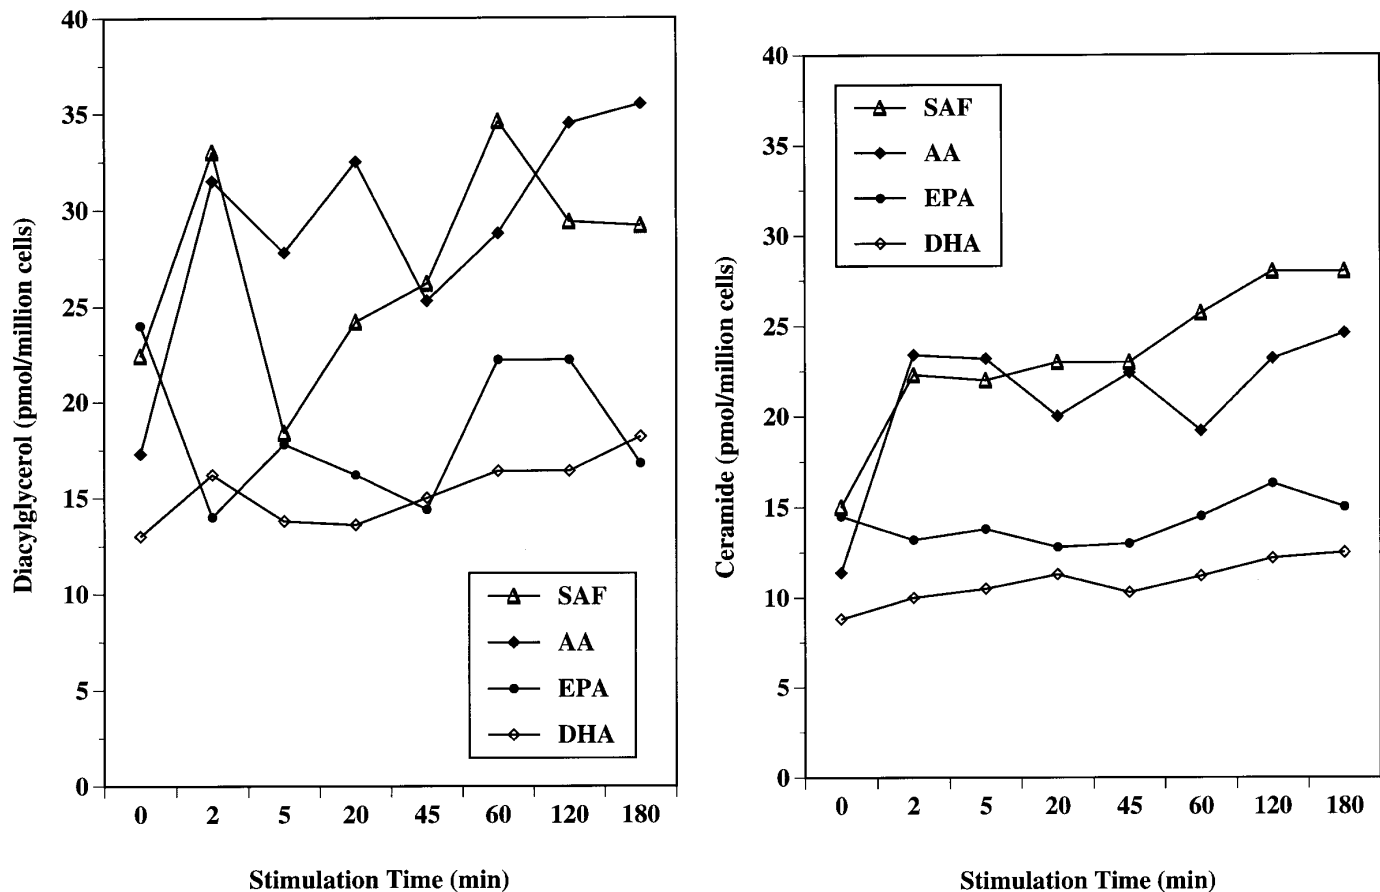 40
35
30
25
20
15
10
5
0
Diacylglycerol (pmol/million cells)
SAF
AA
EPA
DHA
0 2 5 20 45 60 120 180
Stimulation Time (min)
40
35
30
25
20
15
10
5
0
Ceramide (pmol/million cells)
SAF
AA
EPA
DHA
0 2 5 20 45 60 120 180
Stimulation Time (min)